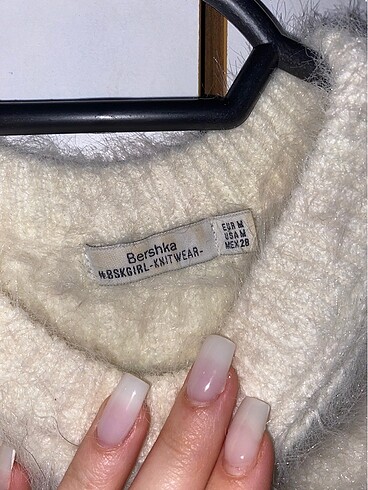 Bershka
#BSKGIRL-KNITWEAR-
EUR M
USA M
MEX 28